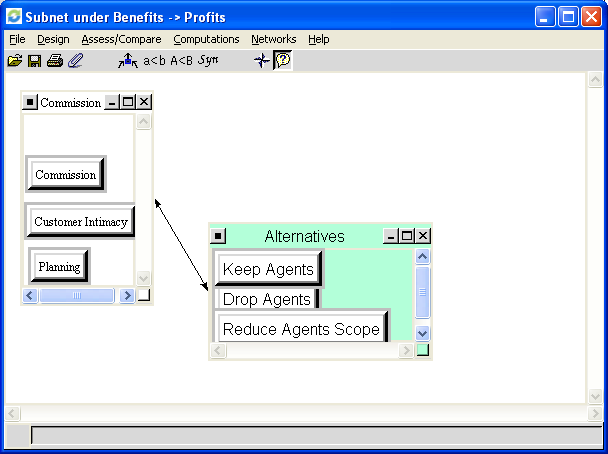 Subnet under Benefits -> Profits
File Design Assess/Compare Computations Networks Help
a<b A<B Syn
Commission
Commission
Customer Intimacy
Planning
Alternatives
Keep Agents
Drop Agents
Reduce Agents Scope